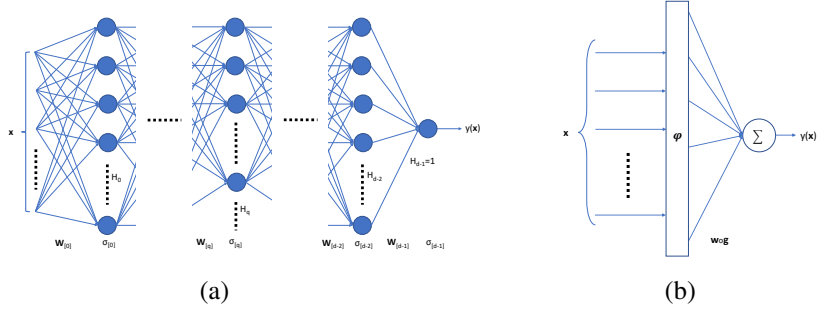 x
H0
Hq
Hd-2
Hd-1=1
y(x)
W[0] σ[0] W[q] σ[q] W[d-2] σ[d-2] W[d-1] σ[d-1]
(a)
x
φ
Σ
y(x)
w○g
(b)